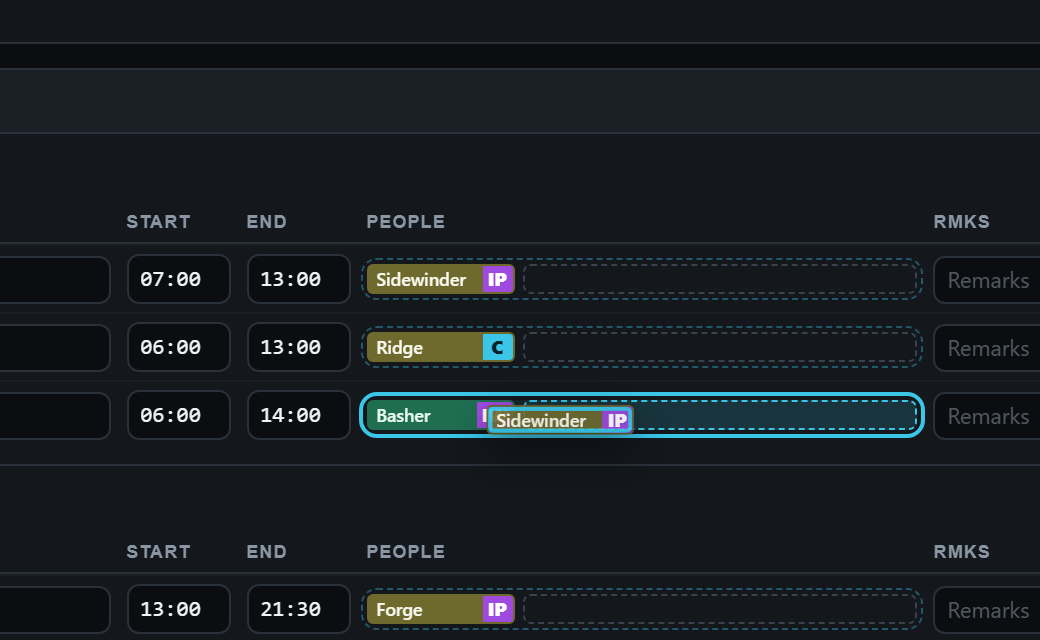 START END PEOPLE RMKS
07:00 13:00 Sidewinder IP Remarks
06:00 13:00 Ridge C Remarks
06:00 14:00 Basher Sidewinder IP Remarks
START END PEOPLE RMKS
13:00 21:30 Forge IP Remarks